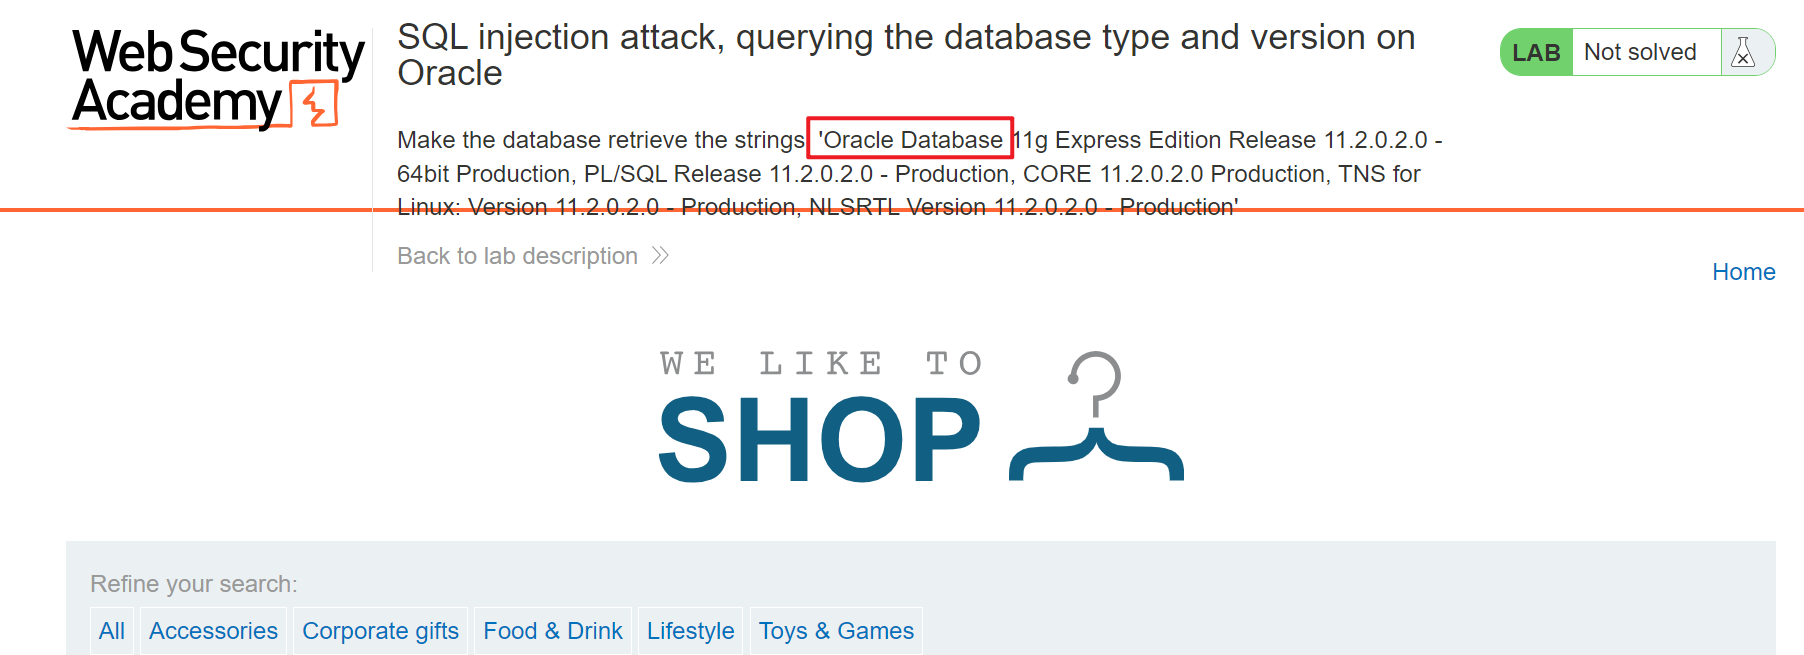 Web Security
Academy
SQL injection attack, querying the database type and version on
Oracle
LAB Not solved
Make the database retrieve the strings: 'Oracle Database 11g Express Edition Release 11.2.0.2.0 -
64bit Production, PL/SQL Release 11.2.0.2.0 - Production, CORE 11.2.0.2.0 Production, TNS for
Linux: Version 11.2.0.2.0 - Production, NLSRTL Version 11.2.0.2.0 - Production'
Back to lab description
Home
WE LIKE TO
SHOP
Refine your search:
All Accessories Corporate gifts Food & Drink Lifestyle Toys & Games